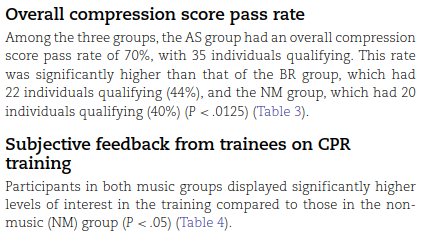 Overall compression score pass rate
Among the three groups, the AS group had an overall compression
score pass rate of 70%, with 35 individuals qualifying. This rate
was significantly higher than that of the BR group, which had
22 individuals qualifying (44%), and the NM group, which had 20
individuals qualifying (40%) (P < .0125) (Table 3).
Subjective feedback from trainees on CPR
training
Participants in both music groups displayed significantly higher
levels of interest in the training compared to those in the non-
music (NM) group (P < .05) (Table 4).